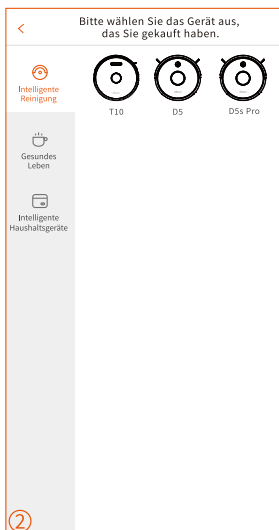 <
Bitte wählen Sie das Gerät aus,
das Sie gekauft haben.
Intelligente
Reinigung
T10
D5
D5s Pro
Gesundes
Leben
Intelligente
Haushaltsgeräte
②